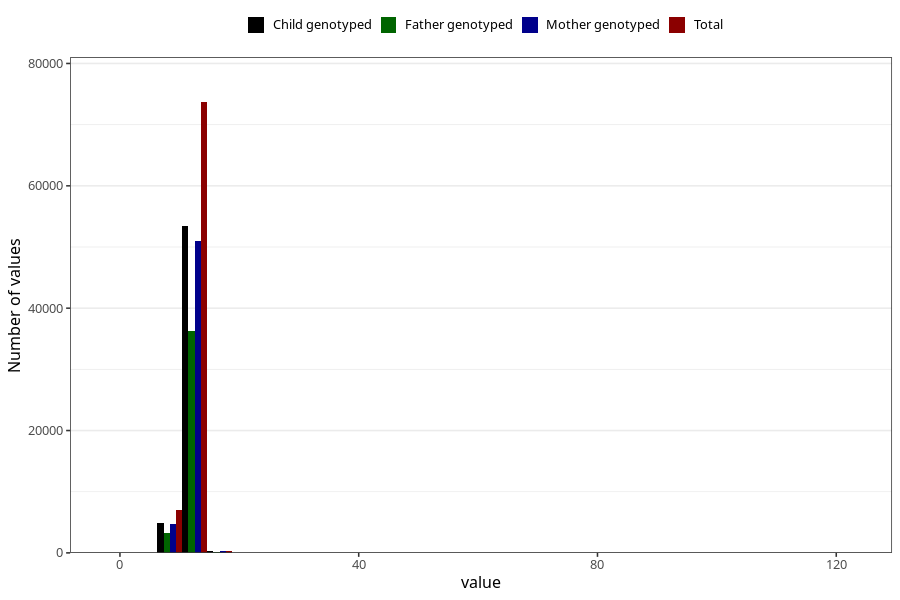 Child genotyped
Father genotyped
Mother genotyped
Total
Number of values
80000
60000
40000
20000
0
0
40
80
120
value